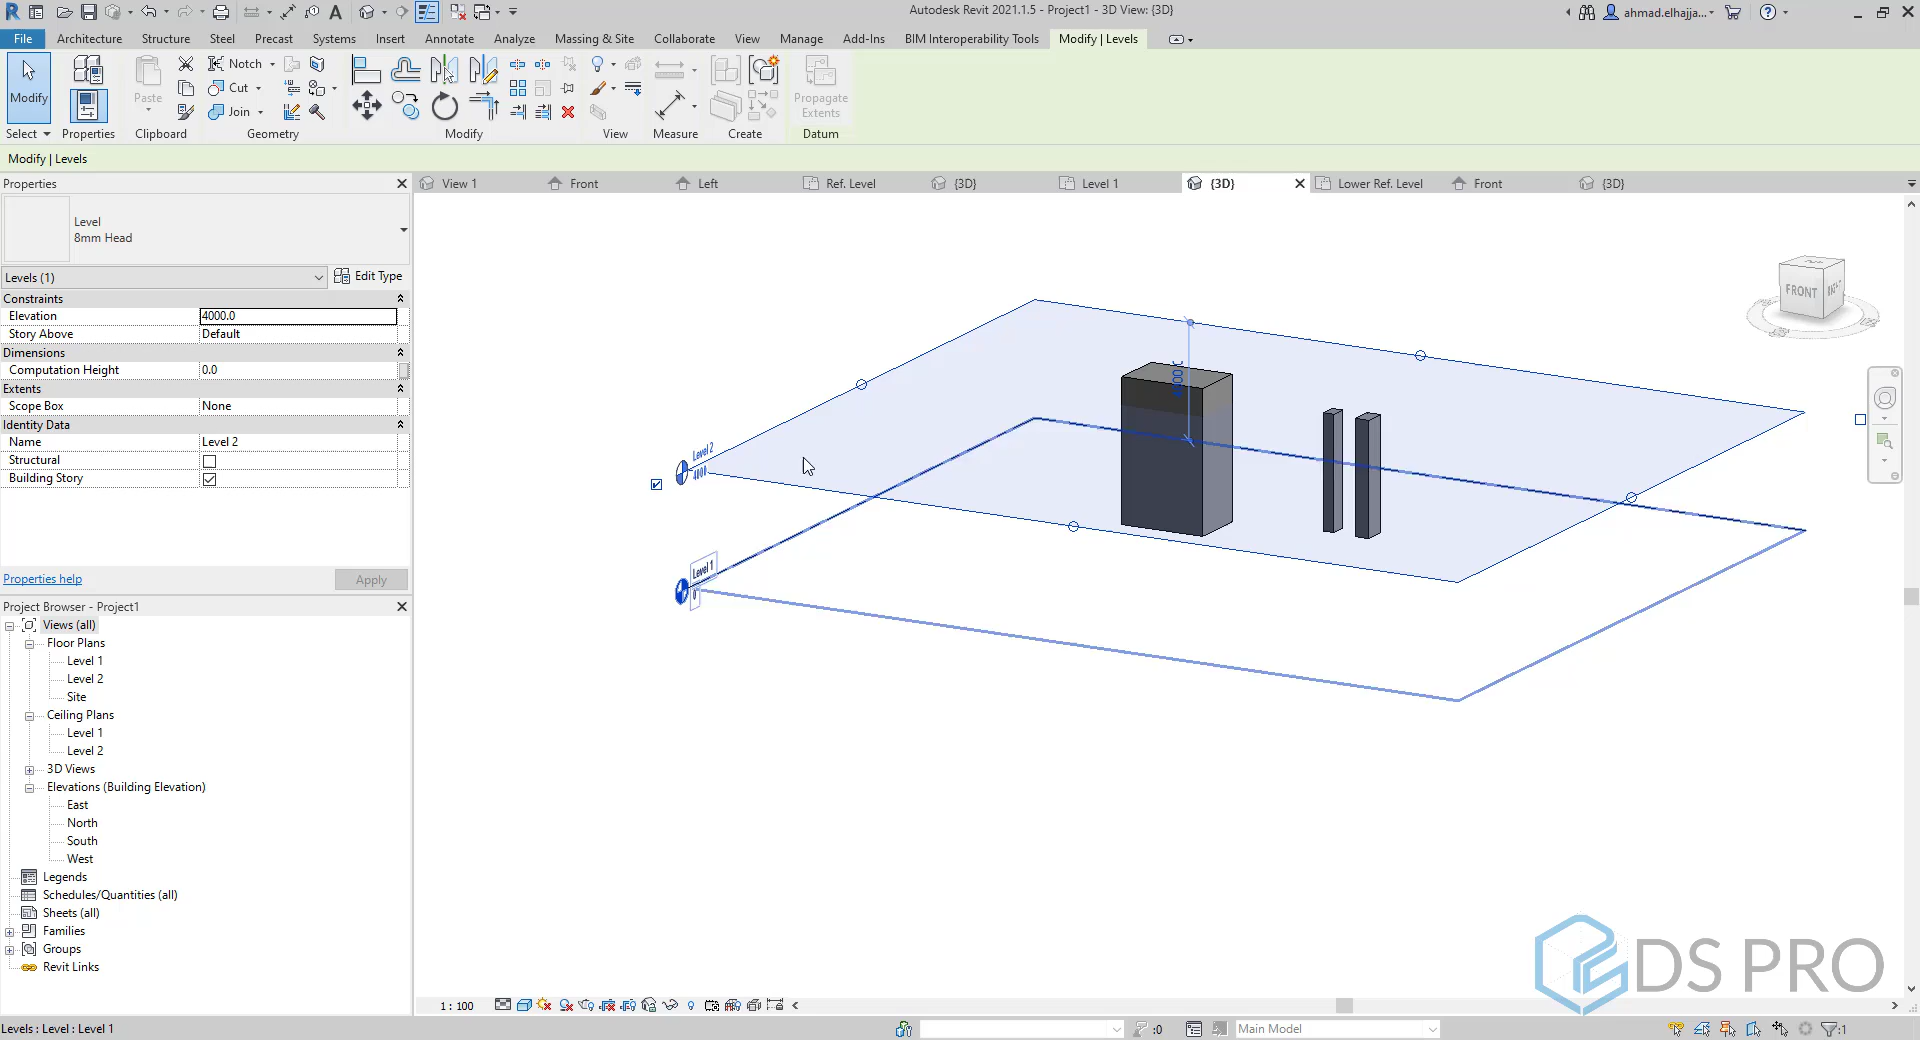 Autodesk Revit 2021.1.5 - Project1 - 3D View: {3D}
ahmad.elhajja...
File Architecture Structure Steel Precast Systems Insert Annotate Analyze Massing & Site Collaborate View Manage Add-Ins BIM Interoperability Tools Modify | Levels
Modify
Paste
Notch
Cut
Join
Propagate
Extents
Select Properties Clipboard Geometry Modify View Measure Create Datum
Modify | Levels
Properties
View 1 Front Left Ref. Level {3D} Level 1 {3D} Lower Ref. Level Front {3D}
Level
8mm Head
Levels (1)
Edit Type
Constraints
Elevation 4000.0
Story Above Default
Dimensions
Computation Height 0.0
Extents
Scope Box None
Identity Data
Name Level 2
Structural
Building Story
Properties help
Apply
Project Browser - Project1
Views (all)
Floor Plans
Level 1
Level 2
Site
Ceiling Plans
Level 1
Level 2
3D Views
Elevations (Building Elevation)
East
North
South
West
Legends
Schedules/Quantities (all)
Sheets (all)
Families
Groups
Revit Links
FRONT
Level 2
4000
Level 1
0
DS PRO
1 : 100
Levels : Level : Level 1
:0
Main Model
:1